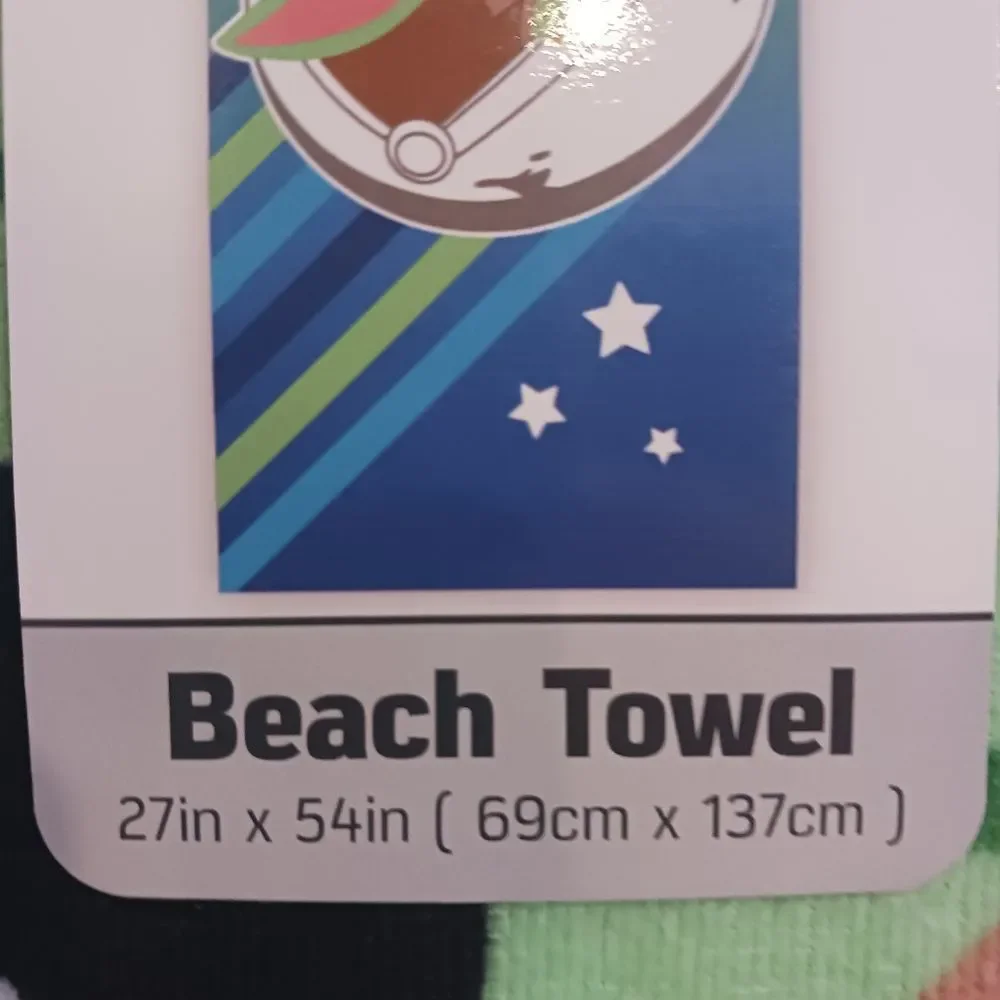 Beach Towel
27in x 54in ( 69cm x 137cm )